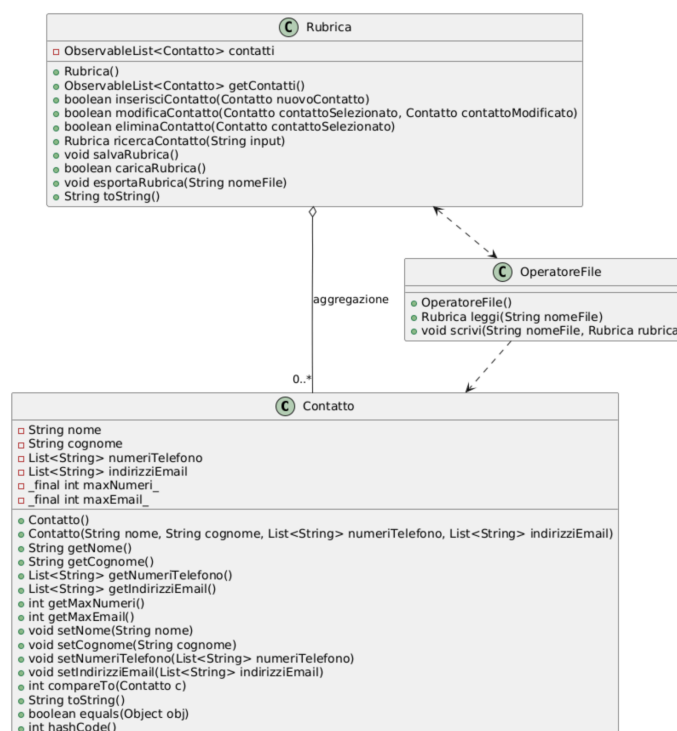 C Rubrica
ObservableList<Contatto> contatti
Rubrica()
ObservableList<Contatto> getContatti()
boolean inserisciContatto(Contatto nuovoContatto)
boolean modificaContatto(Contatto contattoSelezionato, Contatto contattoModificato)
boolean eliminaContatto(Contatto contattoSelezionato)
Rubrica ricercaContatto(String input)
void salvaRubrica()
boolean caricaRubrica()
void esportaRubrica(String nomeFile)
String toString()
C OperatoreFile
OperatoreFile()
Rubrica leggi(String nomeFile)
void scrivi(String nomeFile, Rubrica rubrica
aggregazione
0..*
C Contatto
String nome
String cognome
List<String> numeriTelefono
List<String> indirizziEmail
_final int maxNumeri_
_final int maxEmail_
Contatto()
Contatto(String nome, String cognome, List<String> numeriTelefono, List<String> indirizziEmail)
String getNome()
String getCognome()
List<String> getNumeriTelefono()
List<String> getIndirizziEmail()
int getMaxNumeri()
int getMaxEmail()
void setNome(String nome)
void setCognome(String cognome)
void setNumeriTelefono(List<String> numeriTelefono)
void setIndirizziEmail(List<String> indirizziEmail)
int compareTo(Contatto c)
String toString()
boolean equals(Object obj)
int hashCode()